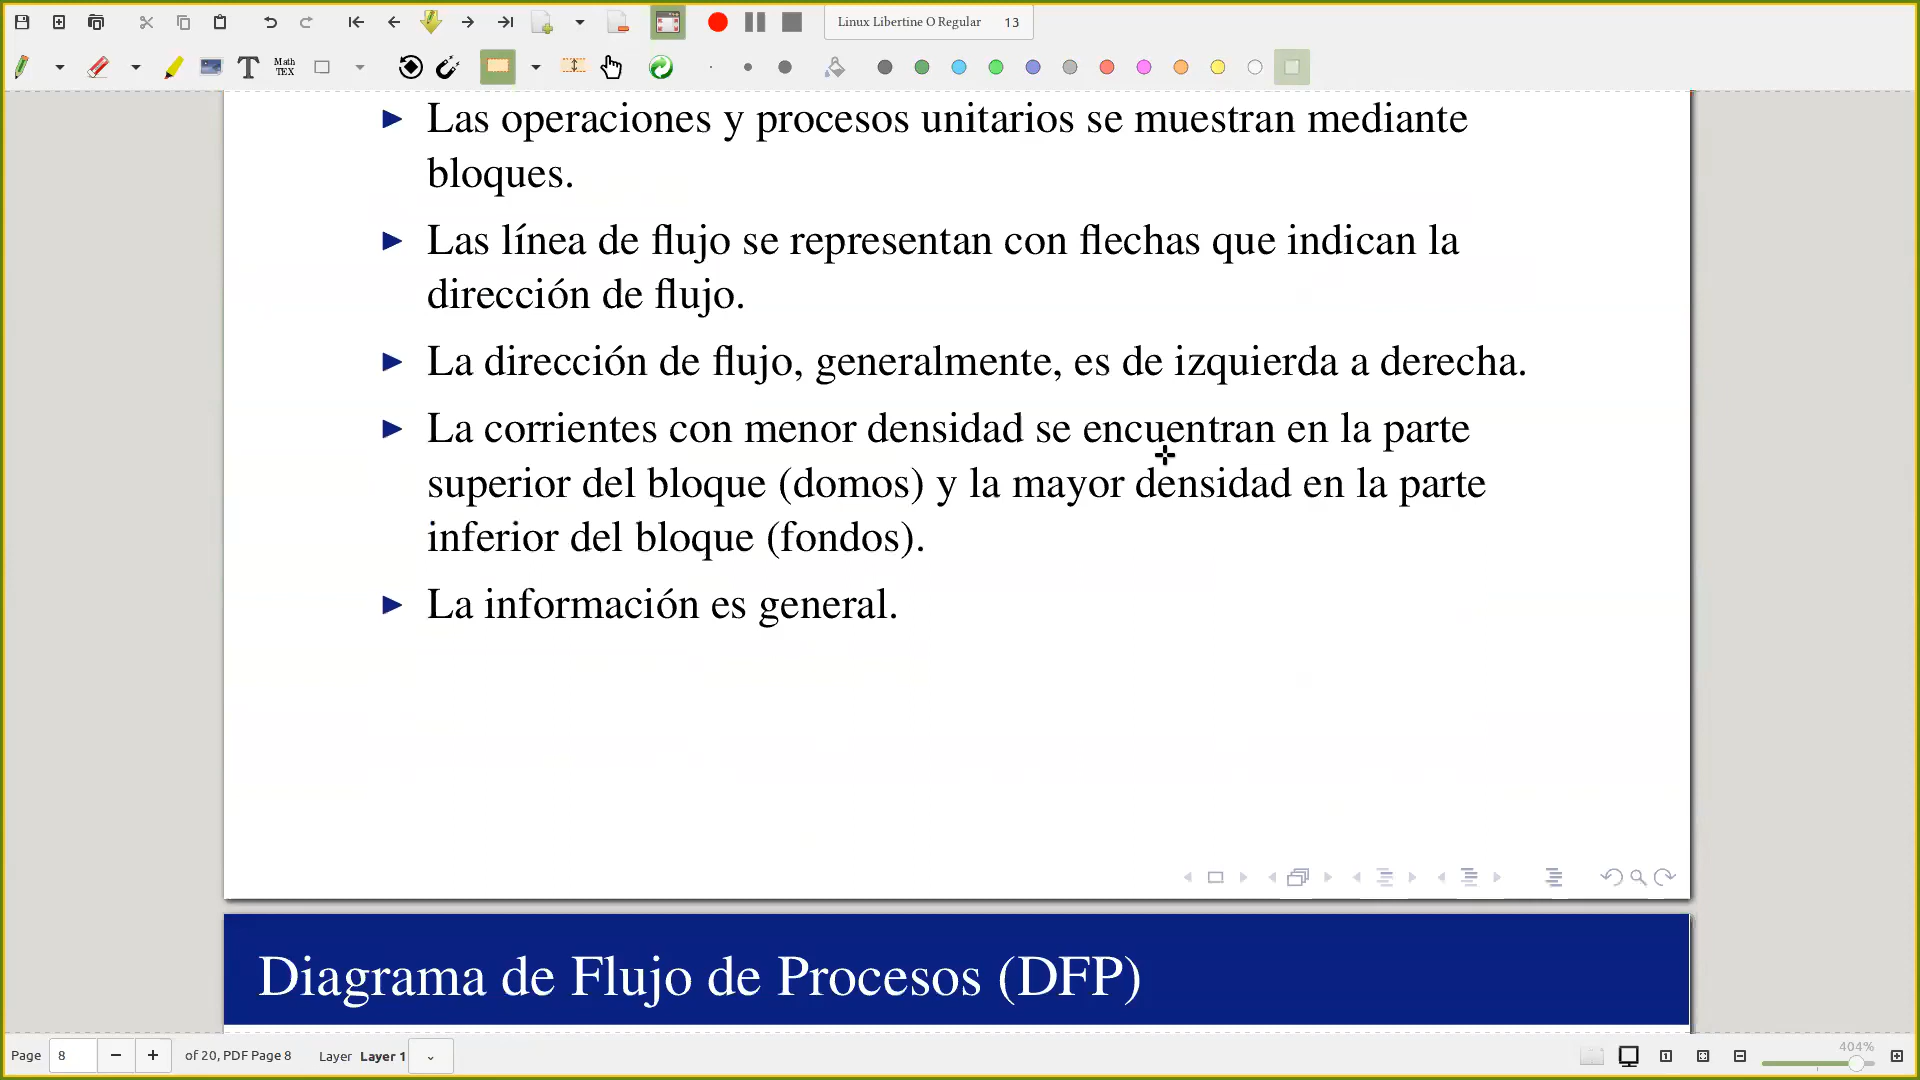 Linux Libertine O Regular 13
Math
TEX
Las operaciones y procesos unitarios se muestran mediante
bloques.
Las línea de flujo se representan con flechas que indican la
dirección de flujo.
La dirección de flujo, generalmente, es de izquierda a derecha.
La corrientes con menor densidad se encuentran en la parte
superior del bloque (domos) y la mayor densidad en la parte
inferior del bloque (fondos).
La información es general.
Diagrama de Flujo de Procesos (DFP)
Page 8 of 20, PDF Page 8 Layer Layer 1 404%